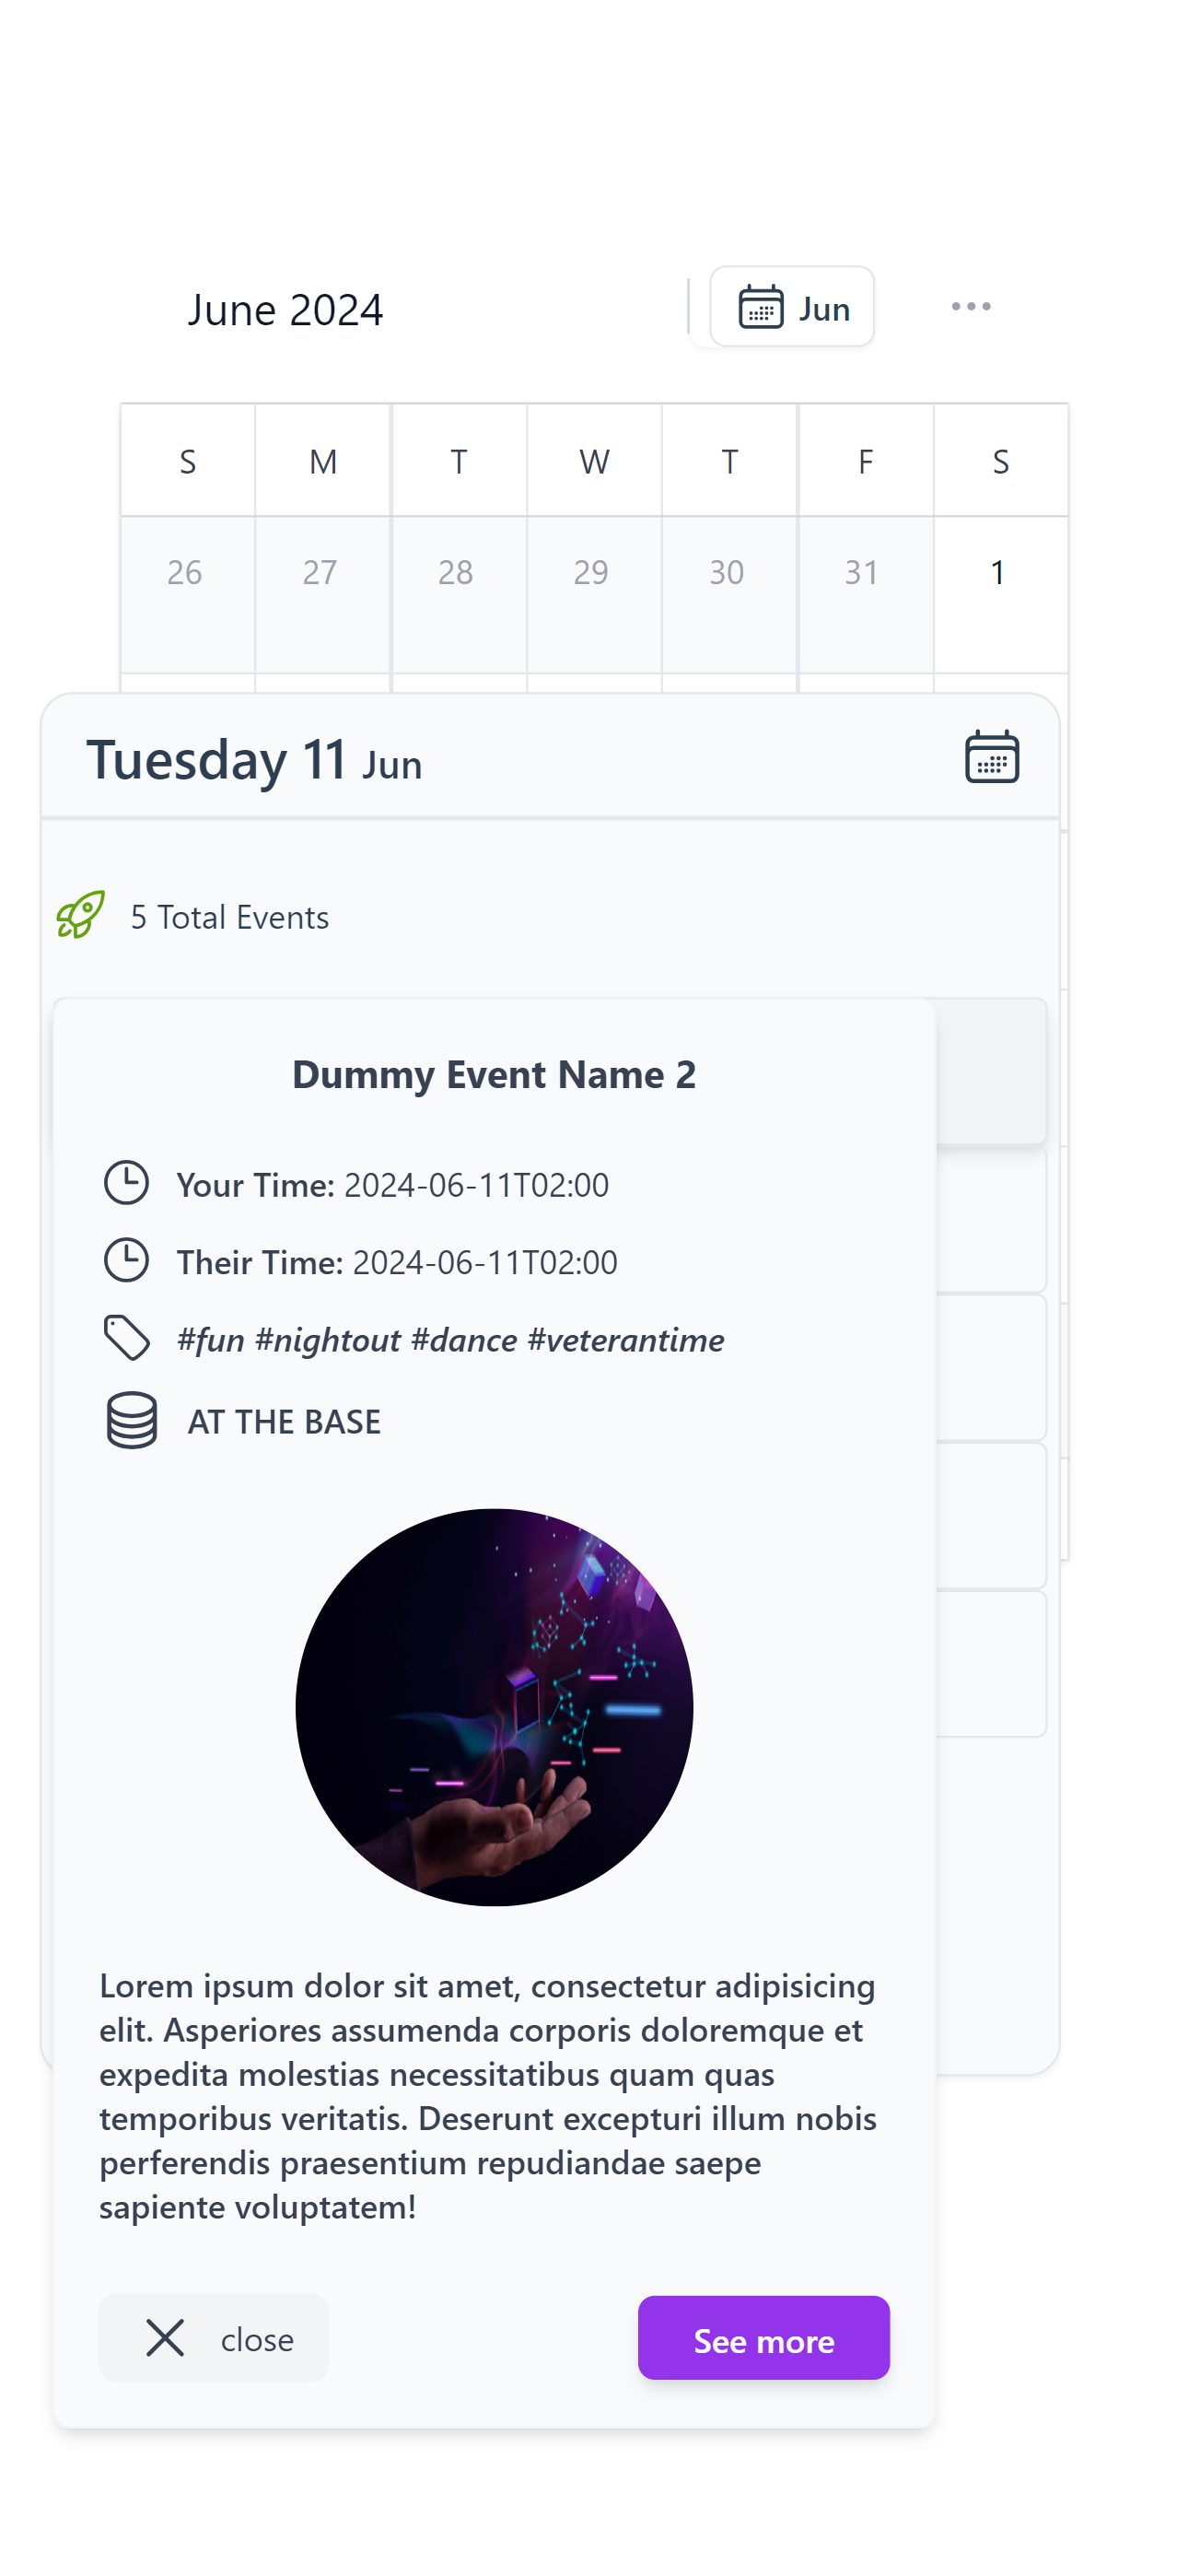 June 2024
Jun
S M T W T F S
26 27 28 29 30 31 1
Tuesday 11 Jun
5 Total Events
Dummy Event Name 2
Your Time: 2024-06-11T02:00
Their Time: 2024-06-11T02:00
#fun #nightout #dance #veterantime
AT THE BASE
Lorem ipsum dolor sit amet, consectetur adipisicing
elit. Asperiores assumenda corporis doloremque et
expedita molestias necessitatibus quam quas
temporibus veritatis. Deserunt excepturi illum nobis
perferendis praesentium repudiandae saepe
sapiente voluptatem!
close
See more